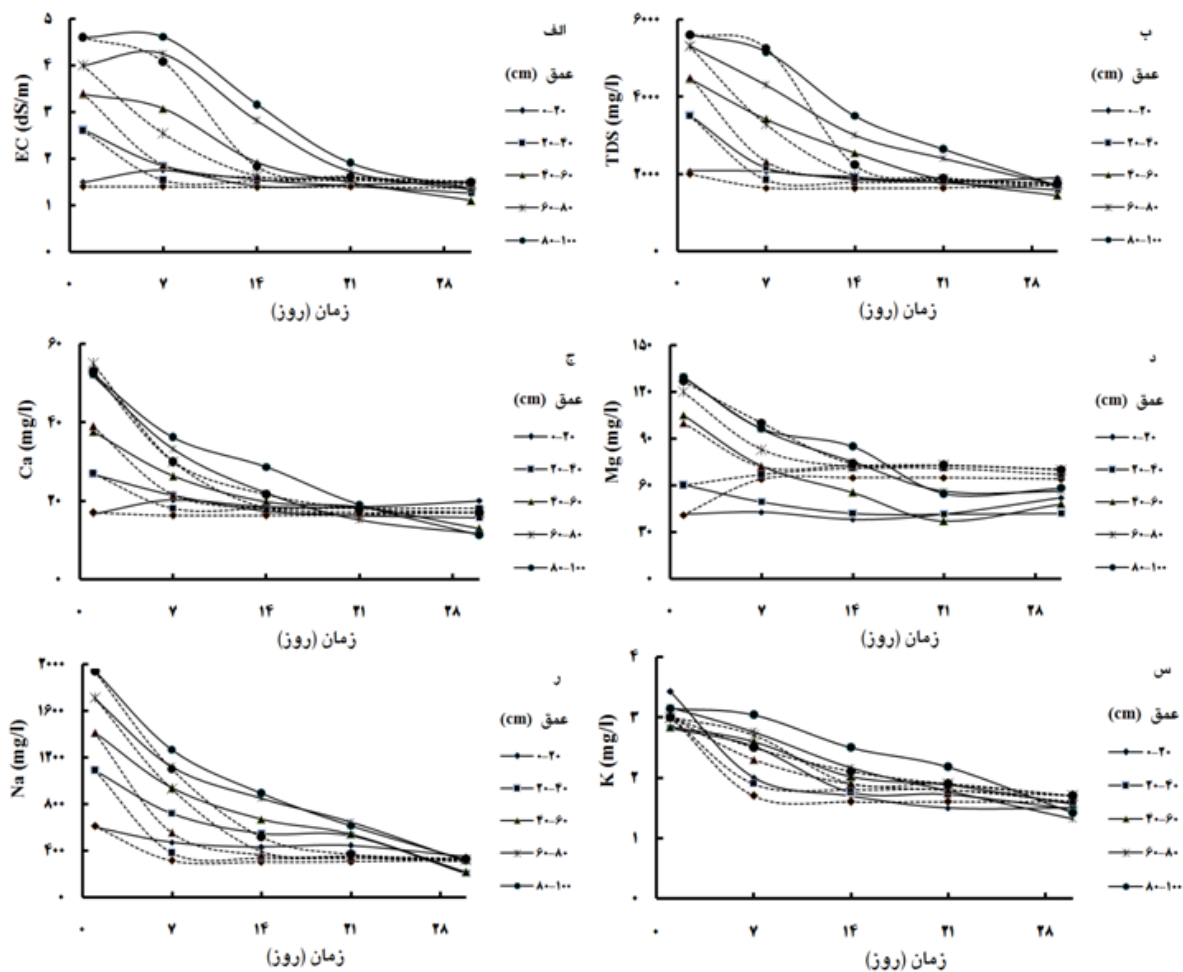 الف
EC (dS/m)
۵
۴
۳
۲
۱
۰
۰ ۷ ۱۴ ۲۱ ۲۸
زمان (روز)
عمق (cm)
۰-۲۰
۲۰-۴۰
۴۰-۶۰
۶۰-۸۰
۸۰-۱۰۰
ب
TDS (mg/l)
۶۰۰۰
۴۰۰۰
۲۰۰۰
۰
۰ ۷ ۱۴ ۲۱ ۲۸
زمان (روز)
عمق (cm)
۰-۲۰
۲۰-۴۰
۴۰-۶۰
۶۰-۸۰
۸۰-۱۰۰
ج
Ca (mg/l)
۶۰
۴۰
۲۰
۰
۰ ۷ ۱۴ ۲۱ ۲۸
زمان (روز)
عمق (cm)
۰-۲۰
۲۰-۴۰
۴۰-۶۰
۶۰-۸۰
۸۰-۱۰۰
د
Mg (mg/l)
۱۵۰
۱۲۰
۹۰
۶۰
۳۰
۰
۰ ۷ ۱۴ ۲۱ ۲۸
زمان (روز)
عمق (cm)
۰-۲۰
۲۰-۴۰
۴۰-۶۰
۶۰-۸۰
۸۰-۱۰۰
ر
Na (mg/l)
۲۰۰۰
۱۶۰۰
۱۲۰۰
۸۰۰
۴۰۰
۰
۰ ۷ ۱۴ ۲۱ ۲۸
زمان (روز)
عمق (cm)
۰-۲۰
۲۰-۴۰
۴۰-۶۰
۶۰-۸۰
۸۰-۱۰۰
س
K (mg/l)
۴
۳
۲
۱
۰
۰ ۷ ۱۴ ۲۱ ۲۸
زمان (روز)
عمق (cm)
۰-۲۰
۲۰-۴۰
۴۰-۶۰
۶۰-۸۰
۸۰-۱۰۰